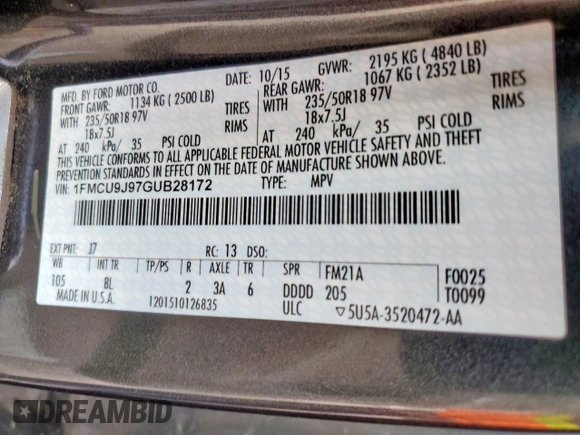 MFD. BY FORD MOTOR CO.
DATE: 10/15 GVWR: 2195 KG ( 4840 LB)
FRONT GAWR: 1134 KG ( 2500 LB) REAR GAWR: 1067 KG ( 2352 LB)
WITH 235/50R18 97V TIRES WITH 235/50R18 97V TIRES
18x7.5J RIMS 18x7.5J RIMS
AT 240 kPa/ 35 PSI COLD AT 240 kPa/ 35 PSI COLD
THIS VEHICLE CONFORMS TO ALL APPLICABLE FEDERAL MOTOR VEHICLE SAFETY AND THEFT
PREVENTION STANDARDS IN EFFECT ON THE DATE OF MANUFACTURE SHOWN ABOVE.
VIN: 1FMCU9J97GUB28172 TYPE: MPV
EXT PNT: J7 RC: 13 DSO:
WB INT TR TP/PS R AXLE TR SPR FM21A F0025
105 8L 2 3A 6 DDDD 205 T0099
MADE IN U.S.A. 1201510126835 ULC ▽5U5A-3520472-AA
DREAMBID